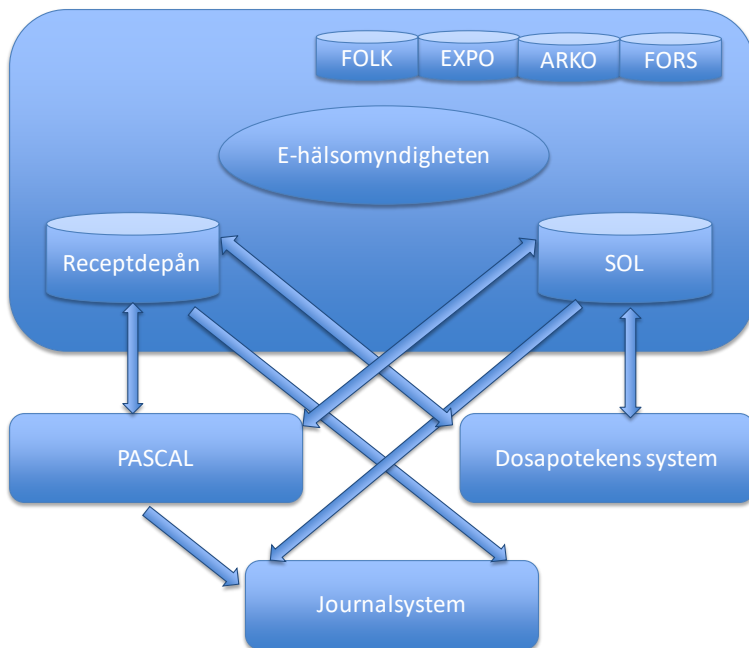 FOLK EXPO ARKO FORS
E-hälsomyndigheten
Receptdepån SOL
PASCAL Dosapotekens system
Journalsystem